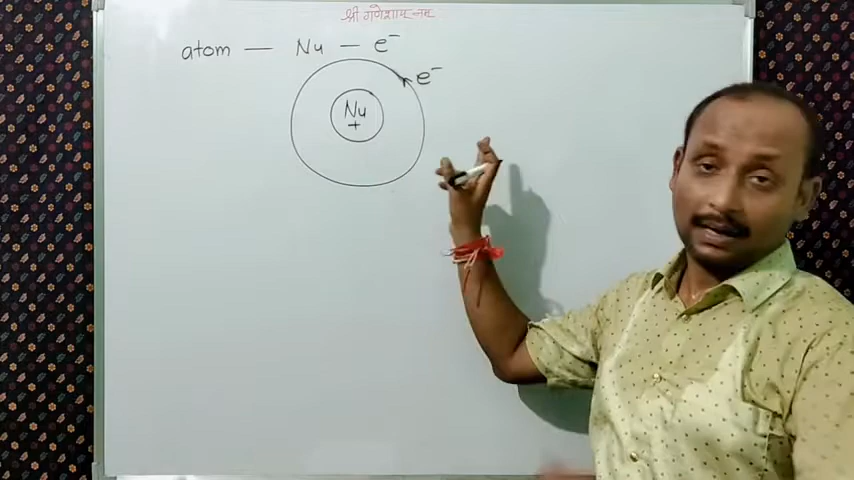 श्री गणेशाय नमः
atom — Nu — e⁻
e⁻
Nu
+